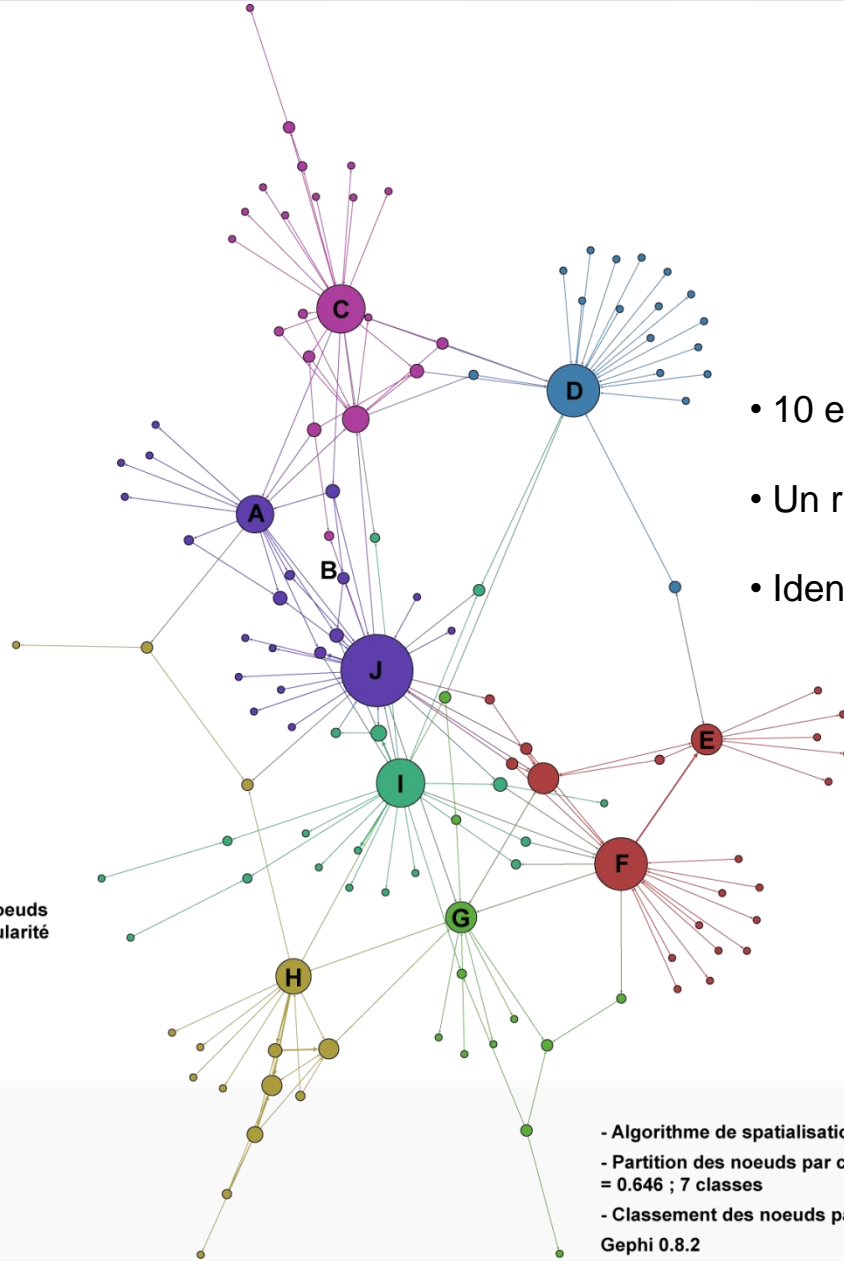 C
D
• 10 e
• Un r
A
B
• Iden
J
E
I
F
oeuds
ularité
G
H
- Algorithme de spatialisatio
- Partition des noeuds par c
= 0.646 ; 7 classes
- Classement des noeuds pa
Gephi 0.8.2